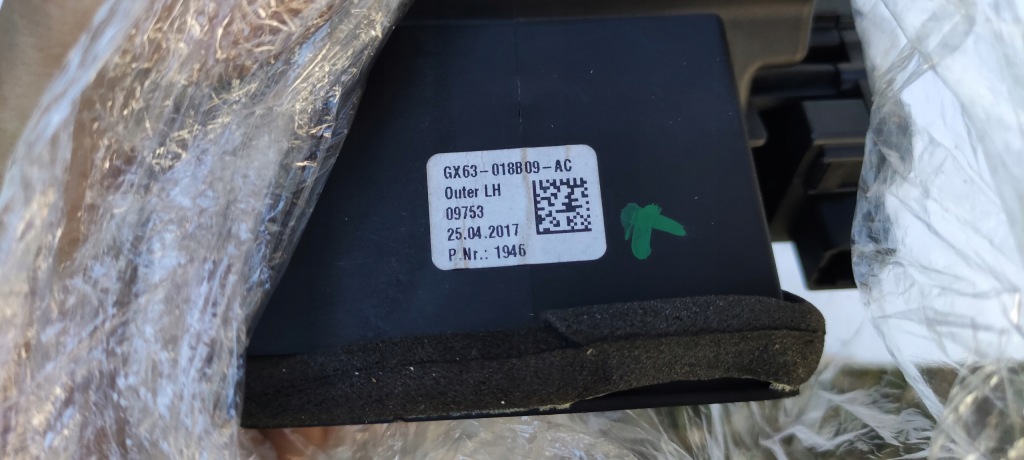 GX63-018B09-AC
Outer LH
09753
25.04.2017
P.Nr.: 1946